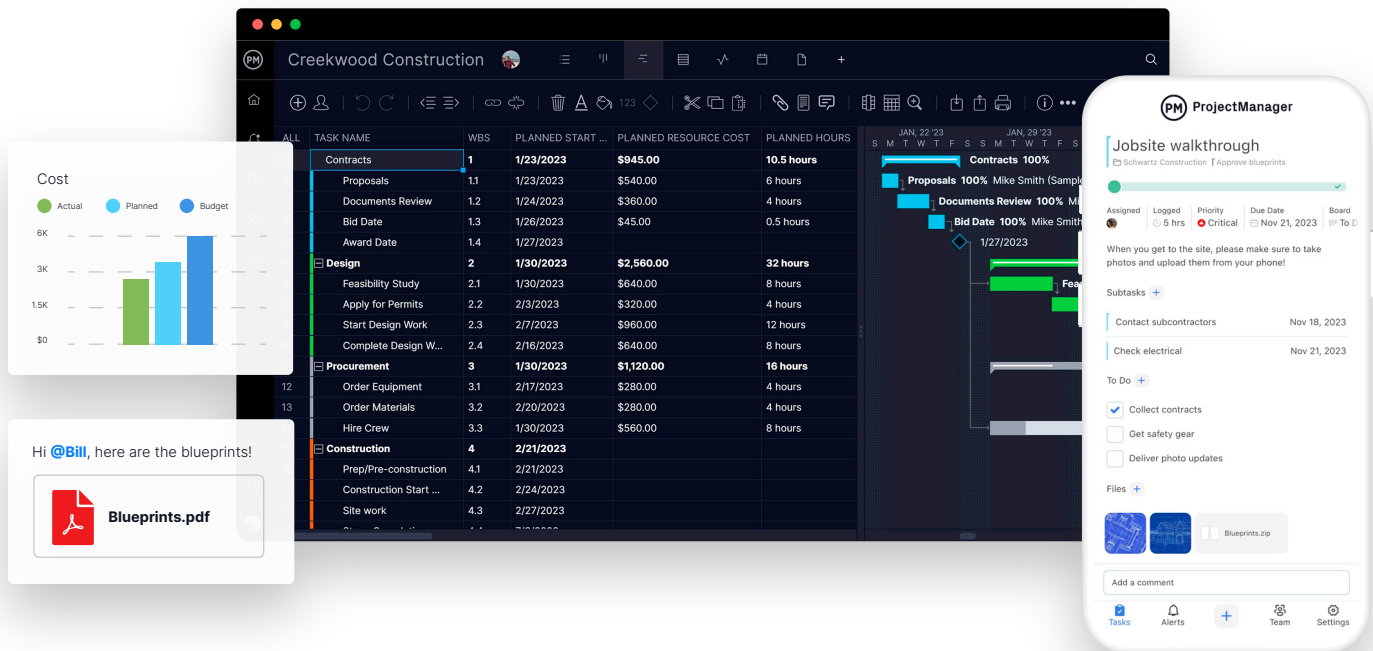 PM
Creekwood Construction
123
ALL TASK NAME WBS PLANNED START ... PLANNED RESOURCE COST PLANNED HOURS
JAN, 22 '23 JAN, 29 '23
S M T W T F S S M T W T F S
Contracts 1 1/23/2023 $945.00 10.5 hours
Contracts 100%
Proposals 1.1 1/23/2023 $540.00 6 hours
Proposals 100% Mike Smith (Sample
Documents Review 1.2 1/24/2023 $360.00 4 hours
Documents Review 100% Mi
Bid Date 1.3 1/26/2023 $45.00 0.5 hours
Bid Date 100% Mike Smith
Award Date 1.4 1/27/2023
1/27/2023
Design 2 1/30/2023 $2,560.00 32 hours
Feasibility Study 2.1 1/30/2023 $640.00 8 hours
Fea
Apply for Permits 2.2 2/3/2023 $320.00 4 hours
Start Design Work 2.3 2/7/2023 $960.00 12 hours
Complete Design W... 2.4 2/16/2023 $640.00 8 hours
Procurement 3 1/30/2023 $1,120.00 16 hours
12 Order Equipment 3.1 2/17/2023 $280.00 4 hours
13 Order Materials 3.2 2/20/2023 $280.00 4 hours
Hire Crew 3.3 1/30/2023 $560.00 8 hours
Construction 4 2/21/2023
Prep/Pre-construction 4.1 2/21/2023
Construction Start ... 4.2 2/24/2023
Site work 4.3 2/27/2023
Cost
Actual Planned Budget
6K
3K
1.5K
$0
Hi @Bill, here are the blueprints!
Blueprints.pdf
PM ProjectManager
Jobsite walkthrough
Schwartz Construction Approve blueprints
Assigned Logged Priority Due Date Board
5 hrs Critical Nov 21, 2023 To D
When you get to the site, please make sure to take
photos and upload them from your phone!
Subtasks +
Contact subcontractors Nov 18, 2023
Check electrical Nov 21, 2023
To Do +
Collect contracts
Get safety gear
Deliver photo updates
Files +
Blueprints.zip
Add a comment
Tasks Alerts + Team Settings